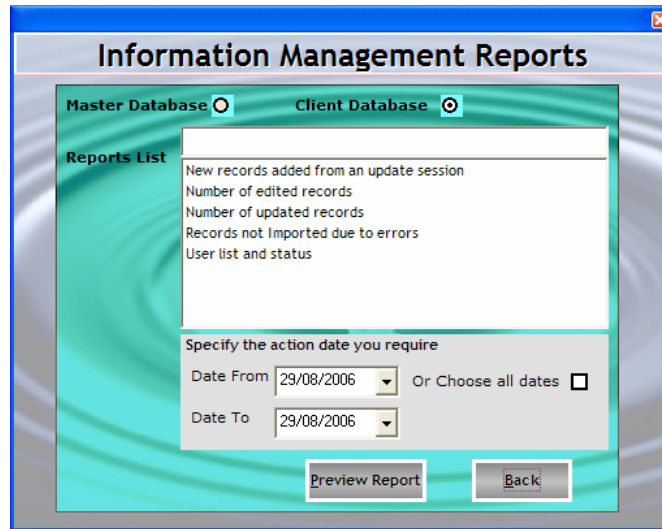 Information Management Reports
Master Database Client Database
Reports List
New records added from an update session
Number of edited records
Number of updated records
Records not Imported due to errors
User list and status
Specify the action date you require
Date From 29/08/2006 Or Choose all dates
Date To 29/08/2006
Preview Report Back